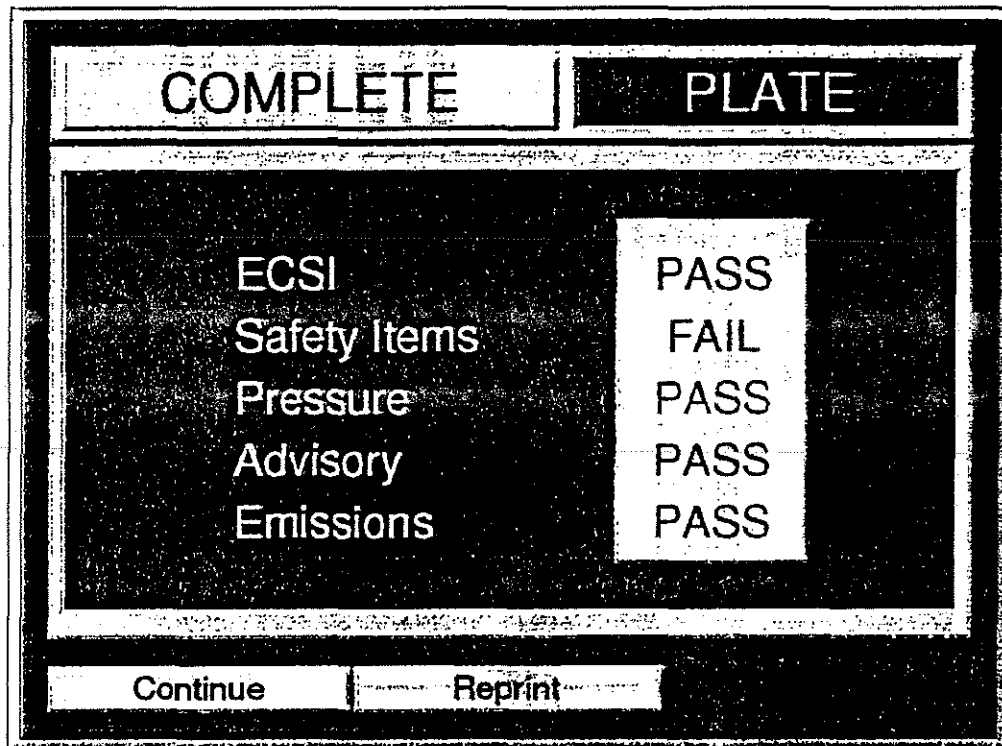 COMPLETE PLATE
ECSI PASS
Safety Items FAIL
Pressure PASS
Advisory PASS
Emissions PASS
Continue Reprint